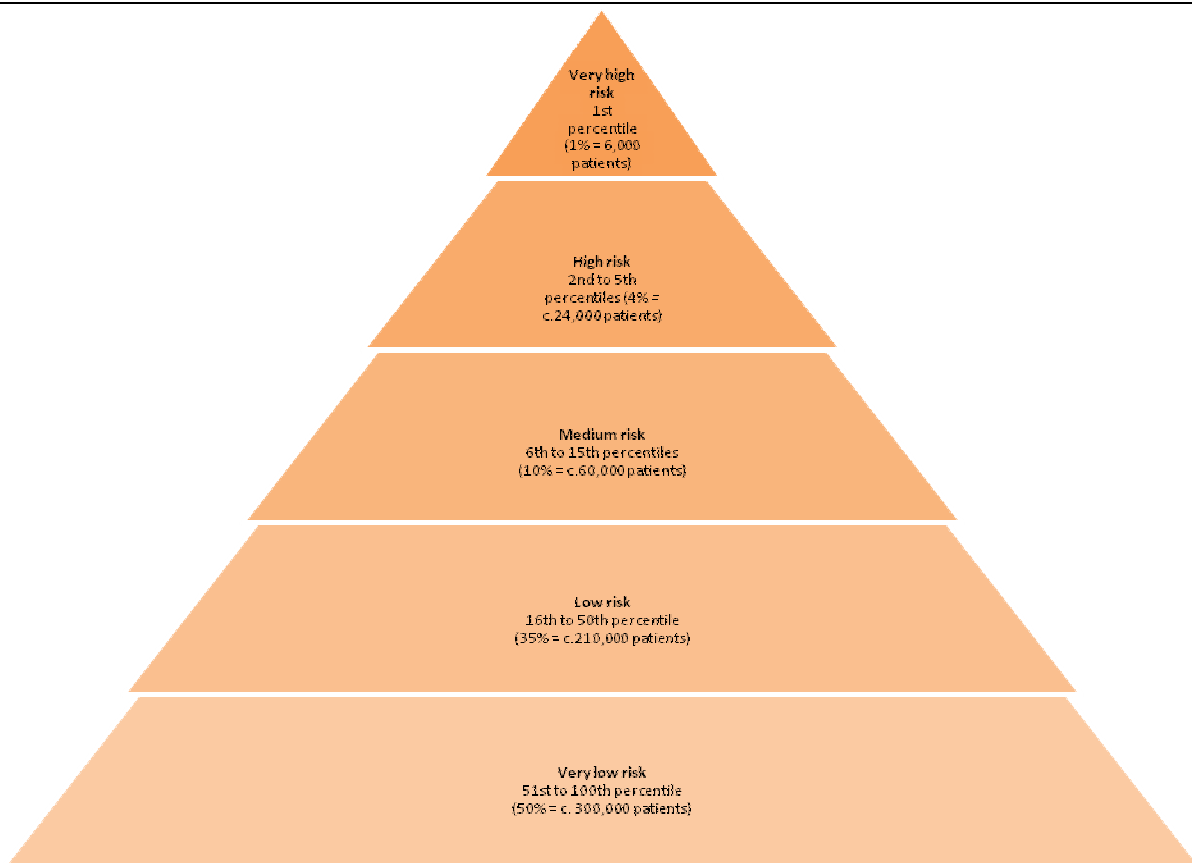 Very high
risk
1st
percentile
(1% = 6,000
patients)
High risk
2nd to 5th
percentiles (4% =
c.24,000 patients)
Medium risk
6th to 15th percentiles
(10% = c.60,000 patients)
Low risk
16th to 50th percentile
(35% = c.210,000 patients)
Very low risk
51st to 100th percentile
(50% = c. 300,000 patients)